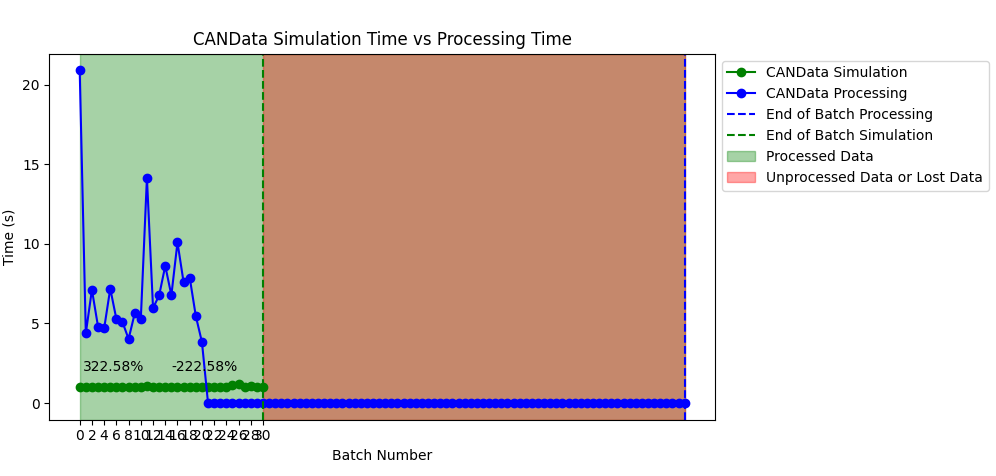 CANData Simulation Time vs Processing Time
Time (s)
20
15
10
5
0
322.58%
-222.58%
0 2 4 6 8 10 12 14 16 18 20 22 24 26 28 30
Batch Number
CANData Simulation
CANData Processing
End of Batch Processing
End of Batch Simulation
Processed Data
Unprocessed Data or Lost Data